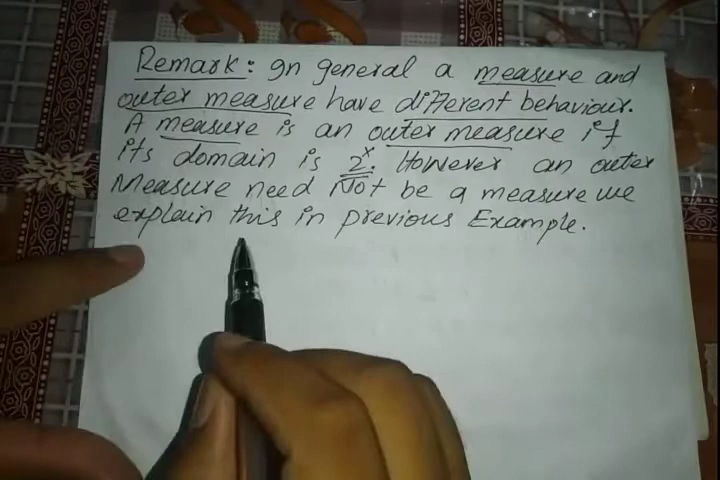 Remark: In general a measure and
outer measure have different behaviour.
A measure is an outer measure if
its domain is 2^x. However an outer
Measure need Not be a measure we
explain this in previous Example.